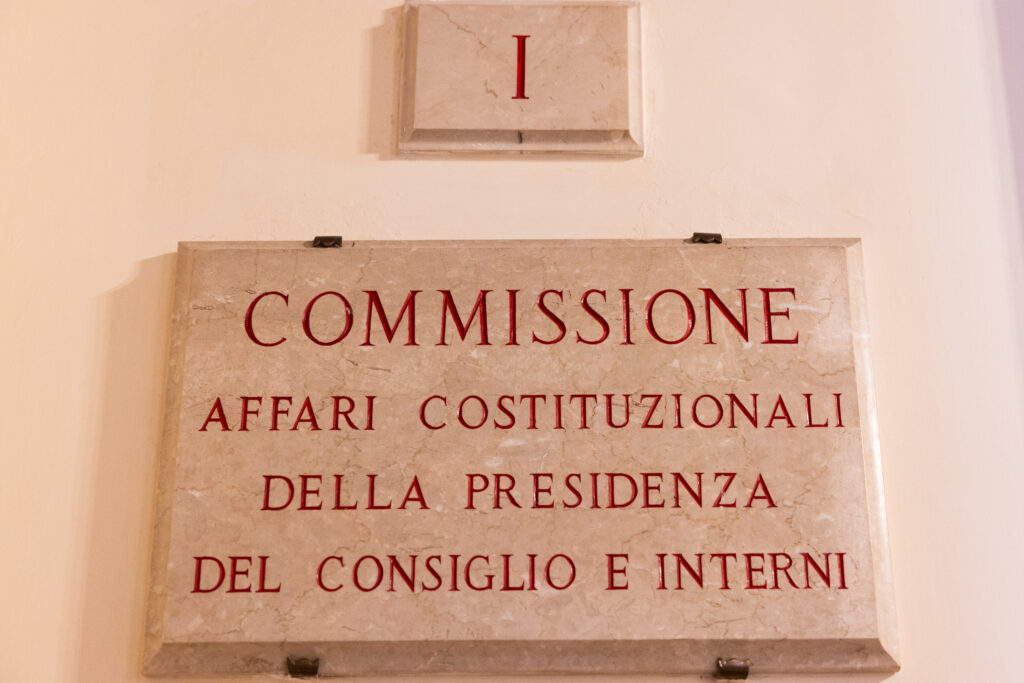 I
COMMISSIONE
AFFARI COSTITUZIONALI
DELLA PRESIDENZA
DEL CONSIGLIO E INTERNI